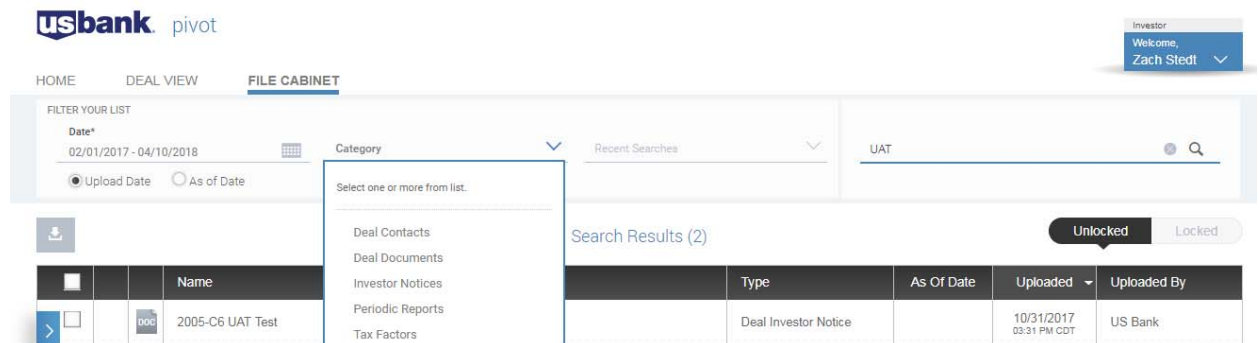 usbank. pivot
Investor
Welcome,
Zach Stedt
HOME DEAL VIEW FILE CABINET
FILTER YOUR LIST
Date*
02/01/2017 - 04/10/2018 Category Recent Searches UAT
Upload Date As of Date
Select one or more from list.
Deal Contacts
Deal Documents
Investor Notices
Periodic Reports
Tax Factors
Search Results (2) Unlocked Locked
Name Type As Of Date Uploaded Uploaded By
DOC 2005-C6 UAT Test Deal Investor Notice 10/31/2017 US Bank
03:31 PM CDT